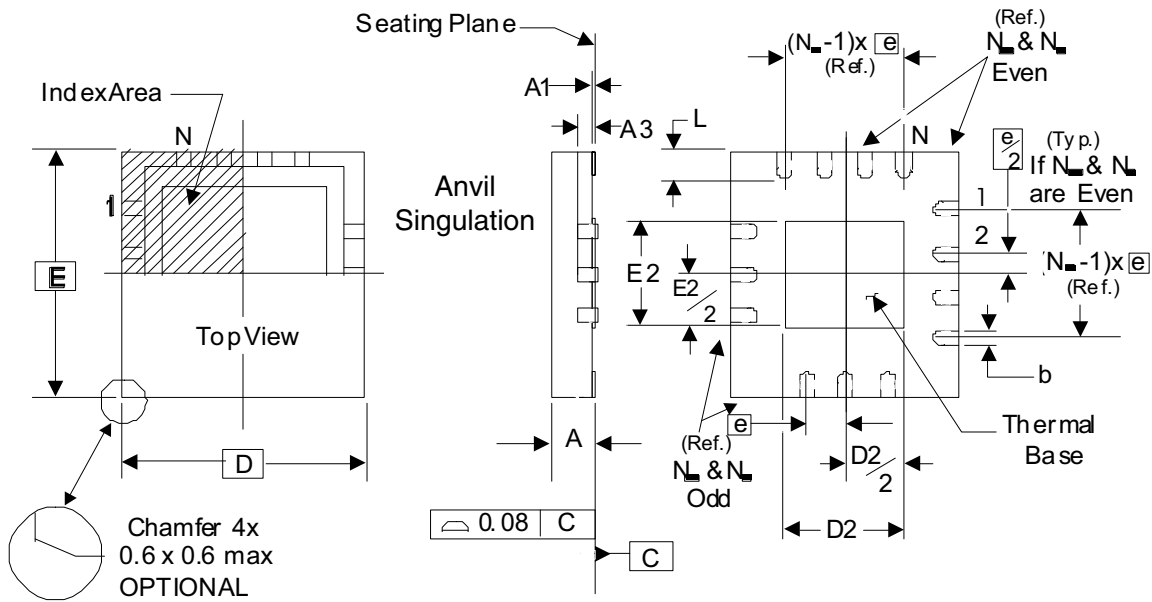 Seating Plane
Index Area
N
1
E
Top View
D
Chamfer 4x
0.6 x 0.6 max
OPTIONAL
A1
A3
L
Anvil
Singulation
E2
E2
2
A
0.08 C
C
(N -1)x e
(Ref.)
(Ref.)
N & N
Even
N
e
2
(Typ.)
If N & N
are Even
1
2
(N -1)x e
(Ref.)
b
e
(Ref.)
N & N
Odd
D2
2
D2
Thermal
Base